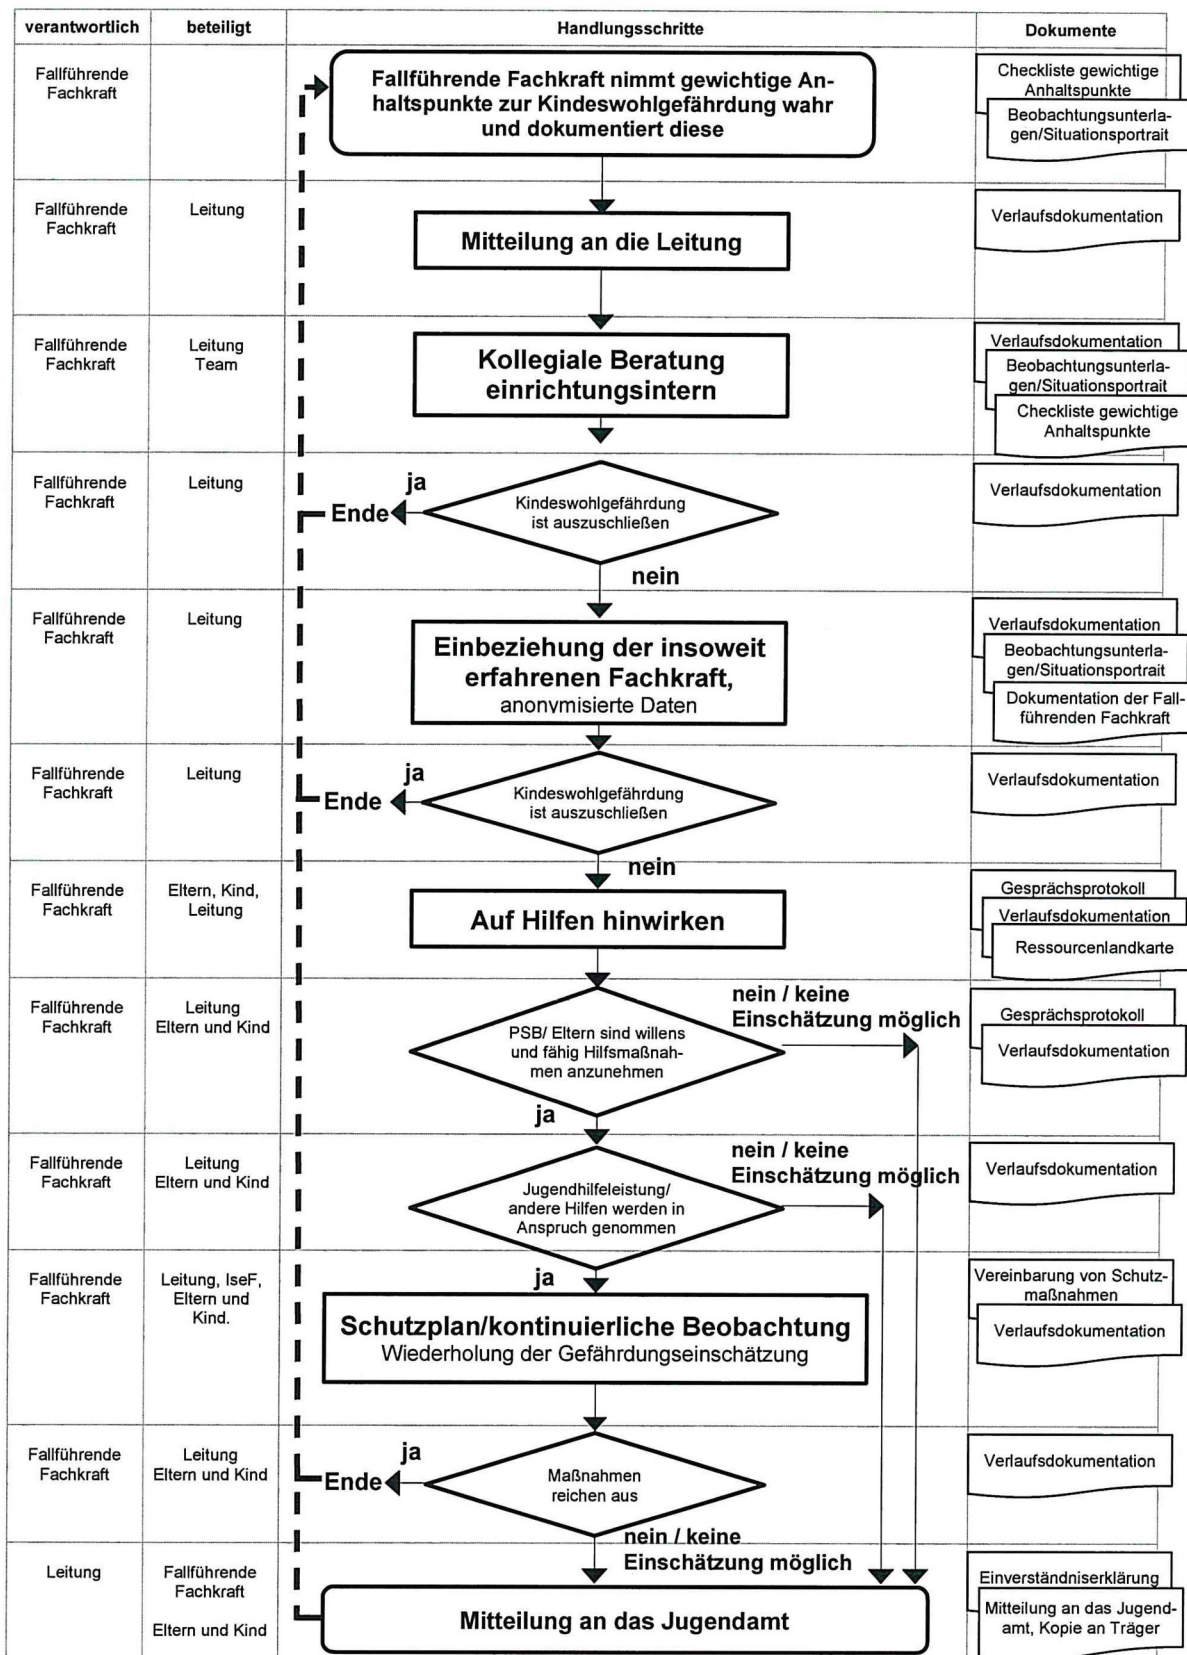 verantwortlich
beteiligt
Handlungsschritte
Dokumente
Fallführende
Fachkraft
Fallführende Fachkraft nimmt gewichtige An-
haltspunkte zur Kindeswohlgefährdung wahr
und dokumentiert diese
Checkliste gewichtige
Anhaltspunkte
Beobachtungsunterla-
gen/Situationsportrait
Fallführende
Fachkraft
Leitung
Mitteilung an die Leitung
Verlaufsdokumentation
Fallführende
Fachkraft
Leitung
Team
Kollegiale Beratung
einrichtungsintern
Verlaufsdokumentation
Beobachtungsunterla-
gen/Situationsportrait
Checkliste gewichtige
Anhaltspunkte
Fallführende
Fachkraft
Leitung
Ende
ja
Kindeswohlgefährdung
ist auszuschließen
nein
Verlaufsdokumentation
Fallführende
Fachkraft
Leitung
Einbeziehung der insoweit
erfahrenen Fachkraft,
anonymisierte Daten
Verlaufsdokumentation
Beobachtungsunterla-
gen/Situationsportrait
Dokumentation der Fall-
führenden Fachkraft
Fallführende
Fachkraft
Leitung
Ende
ja
Kindeswohlgefährdung
ist auszuschließen
nein
Verlaufsdokumentation
Fallführende
Fachkraft
Eltern, Kind,
Leitung
Auf Hilfen hinwirken
Gesprächsprotokoll
Verlaufsdokumentation
Ressourcenlandkarte
Fallführende
Fachkraft
Leitung
Eltern und Kind
PSB/ Eltern sind willens
und fähig Hilfsmaßnah-
men anzunehmen
nein / keine
Einschätzung möglich
ja
Gesprächsprotokoll
Verlaufsdokumentation
Fallführende
Fachkraft
Leitung
Eltern und Kind
Jugendhilfeleistung/
andere Hilfen werden in
Anspruch genommen
nein / keine
Einschätzung möglich
ja
Verlaufsdokumentation
Fallführende
Fachkraft
Leitung, IseF,
Eltern und
Kind.
Schutzplan/kontinuierliche Beobachtung
Wiederholung der Gefährdungseinschätzung
Vereinbarung von Schutz-
maßnahmen
Verlaufsdokumentation
Fallführende
Fachkraft
Leitung
Eltern und Kind
Ende
ja
Maßnahmen
reichen aus
nein / keine
Einschätzung möglich
Verlaufsdokumentation
Leitung
Fallführende
Fachkraft
Eltern und Kind
Mitteilung an das Jugendamt
Einverständniserklärung
Mitteilung an das Jugend-
amt, Kopie an Träger